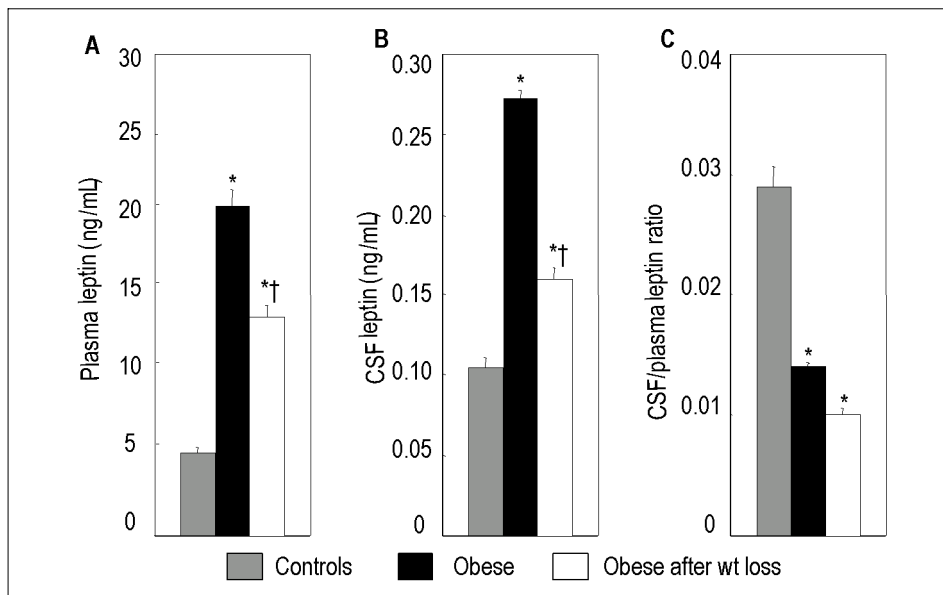 A
B
C
Plasma leptin (ng/mL)
30
25
20
15
10
5
0
*
*†
CSF leptin (ng/mL)
0.30
0.25
0.20
0.15
0.10
0.05
0
*
*†
CSF/plasma leptin ratio
0.04
0.03
0.02
0.01
0
*
*
Controls
Obese
Obese after wt loss